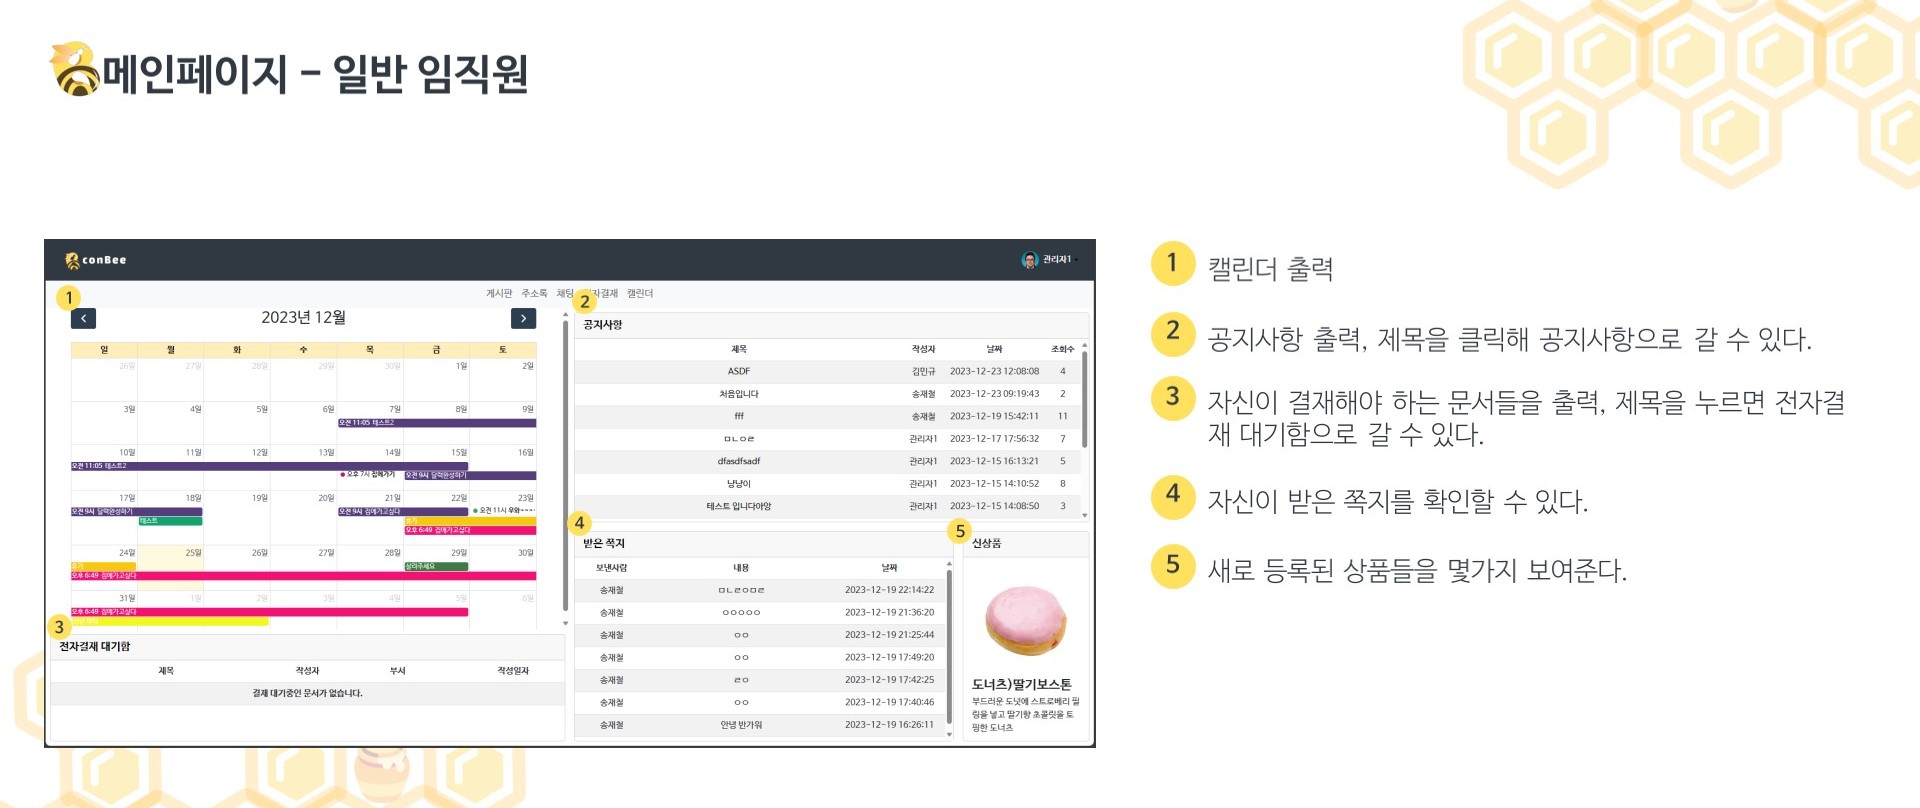 메인페이지 - 일반 임직원
conBee
관리자1
게시판 주소록 채팅 전자결재 캘린더
1
2023년 12월
일 월 화 수 목 금 토
26일 27일 28일 29일 30일 1일 2일
3일 4일 5일 6일 7일 8일 9일
오전 11:05 테스트2
10일 11일 12일 13일 14일 15일 16일
오전 11:05 테스트2
오후 7시 집에가기 오전 9시 달력완성하기
17일 18일 19일 20일 21일 22일 23일
오전 9시 달력완성하기 오전 9시 집에가고싶다 오전 11시 우와~~~~
테스트
오후 6:49 집에가고싶다
24일 25일 26일 27일 28일 29일 30일
살려주세요
오후 6:49 집에가고싶다
31일 1일 2일 3일 4일 5일 6일
오후 6:49 집에가고싶다
2
공지사항
제목 작성자 날짜 조회수
ASDF 김민규 2023-12-23 12:08:08 4
처음입니다 송재철 2023-12-23 09:19:43 2
fff 송재철 2023-12-19 15:42:11 11
ㅁㄴㅇㄹ 관리자1 2023-12-17 17:56:32 7
dfasdfsadf 관리자1 2023-12-15 16:13:21 5
냥냥이 관리자1 2023-12-15 14:10:52 8
테스트 입니다아앙 관리자1 2023-12-15 14:08:50 3
3
전자결재 대기함
제목 작성자 부서 작성일자
결재 대기중인 문서가 없습니다.
4
받은 쪽지
보낸사람 내용 날짜
송재철 ㅁㄴㄹㅇㅁㄹ 2023-12-19 22:14:22
송재철 ㅇㅇㅇㅇㅇ 2023-12-19 21:36:20
송재철 ㅇㅇ 2023-12-19 21:25:44
송재철 ㅇㅇ 2023-12-19 17:49:20
송재철 ㄹㅇ 2023-12-19 17:42:25
송재철 ㅇㅇ 2023-12-19 17:40:46
송재철 안녕 반가워 2023-12-19 16:26:11
5
신상품
도너츠)딸기보스톤
부드러운 도넛에 스트로베리 필
링을 넣고 딸기향 초콜릿을 토
핑한 도너츠
1 캘린더 출력
2 공지사항 출력, 제목을 클릭해 공지사항으로 갈 수 있다.
3 자신이 결재해야 하는 문서들을 출력, 제목을 누르면 전자결
재 대기함으로 갈 수 있다.
4 자신이 받은 쪽지를 확인할 수 있다.
5 새로 등록된 상품들을 몇가지 보여준다.